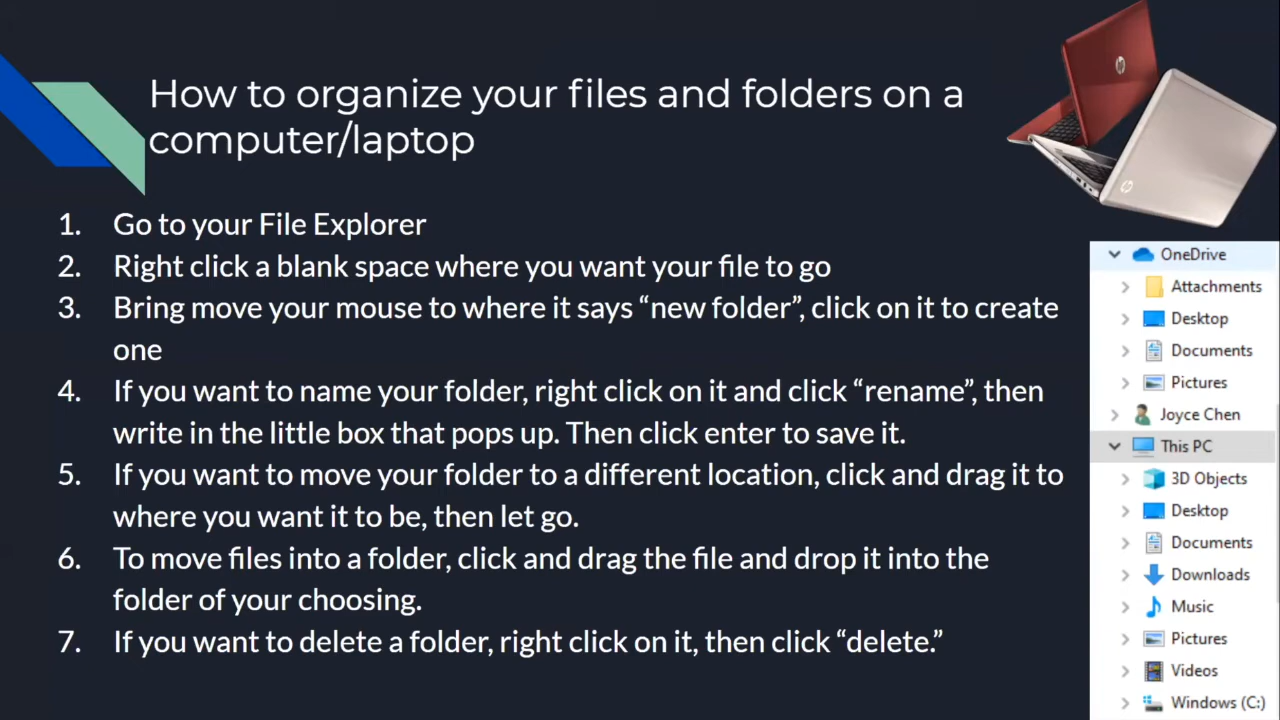 How to organize your files and folders on a
computer/laptop
1. Go to your File Explorer
2. Right click a blank space where you want your file to go
3. Bring move your mouse to where it says “new folder”, click on it to create
one
4. If you want to name your folder, right click on it and click “rename”, then
write in the little box that pops up. Then click enter to save it.
5. If you want to move your folder to a different location, click and drag it to
where you want it to be, then let go.
6. To move files into a folder, click and drag the file and drop it into the
folder of your choosing.
7. If you want to delete a folder, right click on it, then click “delete.”
hp
hp
OneDrive
Attachments
Desktop
Documents
Pictures
Joyce Chen
This PC
3D Objects
Desktop
Documents
Downloads
Music
Pictures
Videos
Windows (C:)